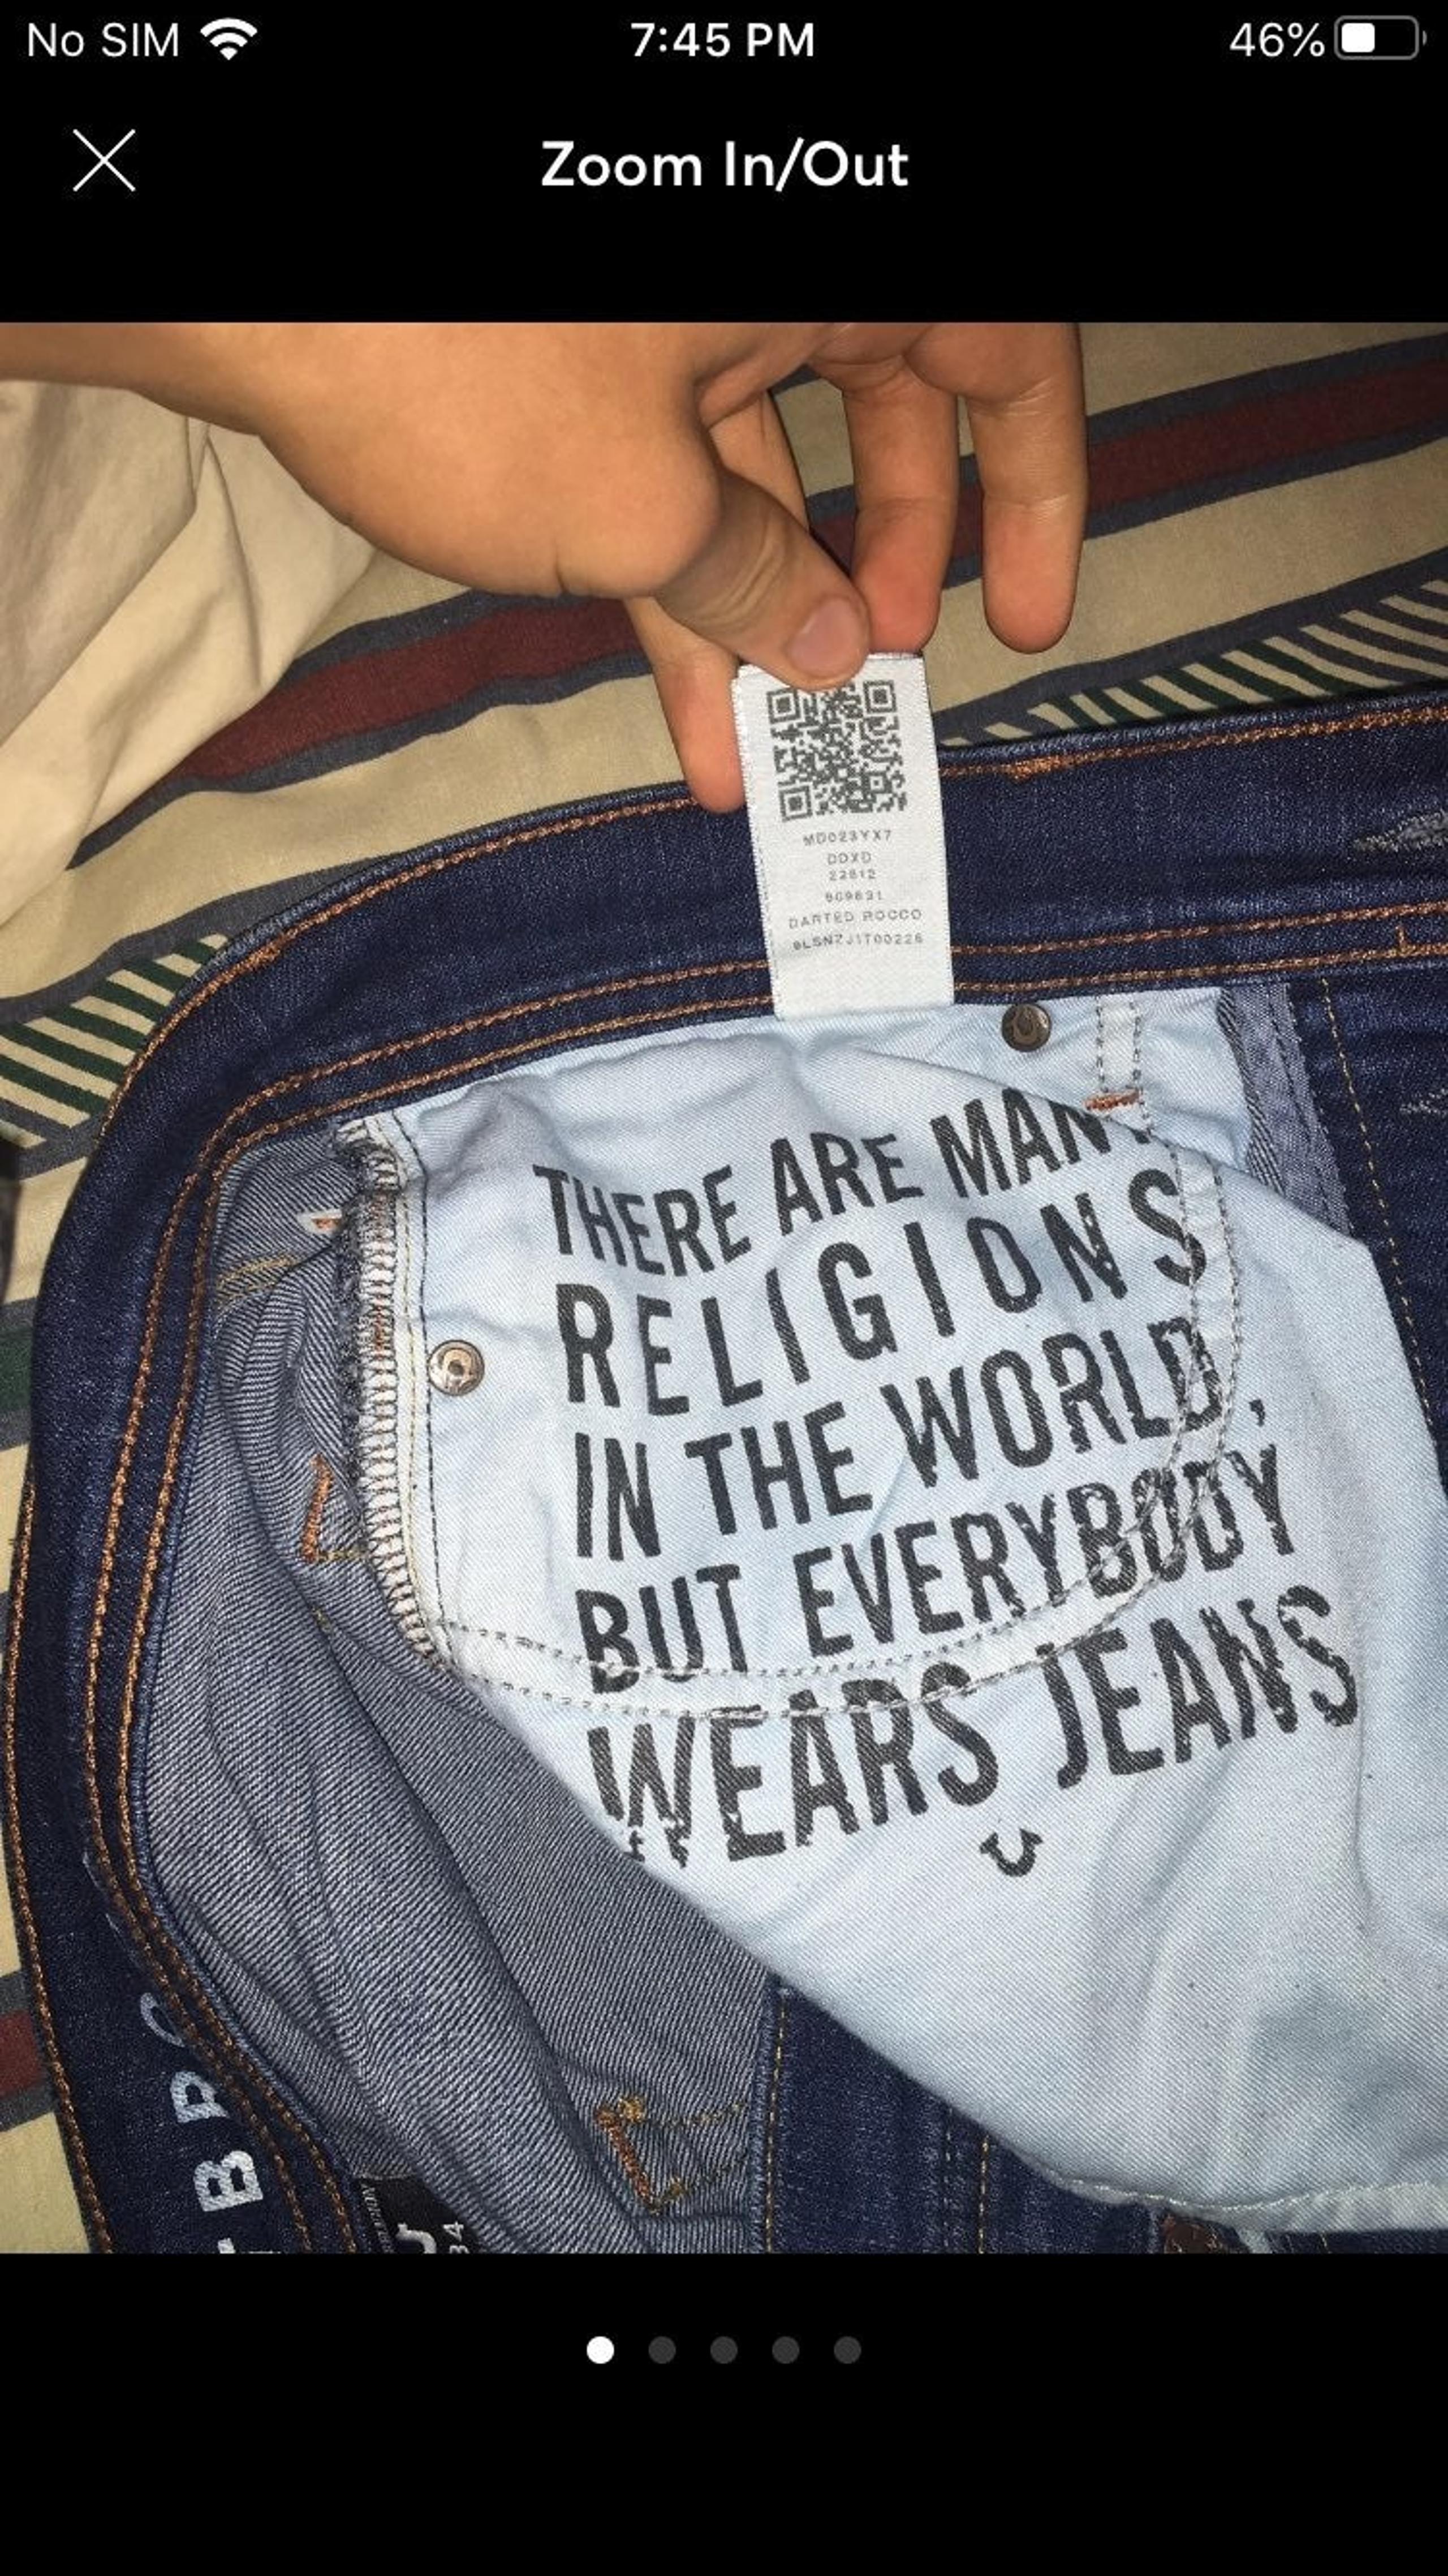 No SIM 7:45 PM 46%
Zoom In/Out
MD023YX7
DDXD
22812
DARTED ROCCO
THERE ARE MANY
RELIGIONS
IN THE WORLD,
BUT EVERYBODY
WEARS JEANS